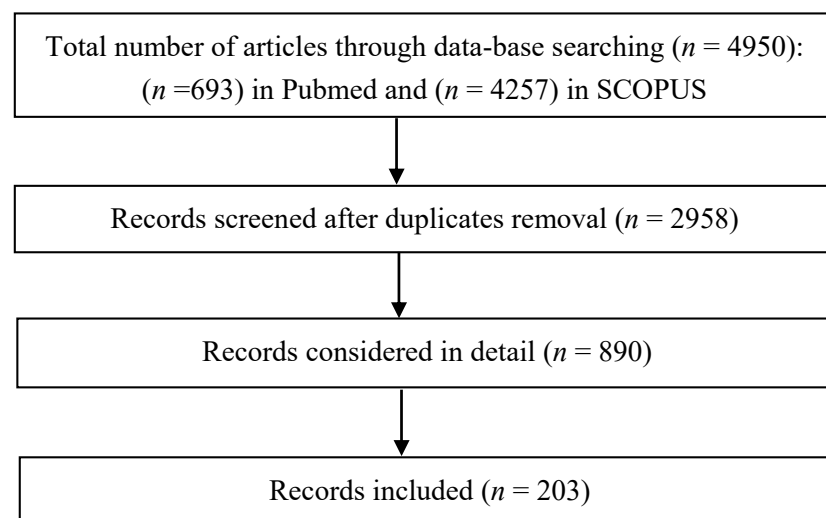 Total number of articles through data-base searching (n = 4950):
(n =693) in Pubmed and (n = 4257) in SCOPUS
Records screened after duplicates removal (n = 2958)
Records considered in detail (n = 890)
Records included (n = 203)